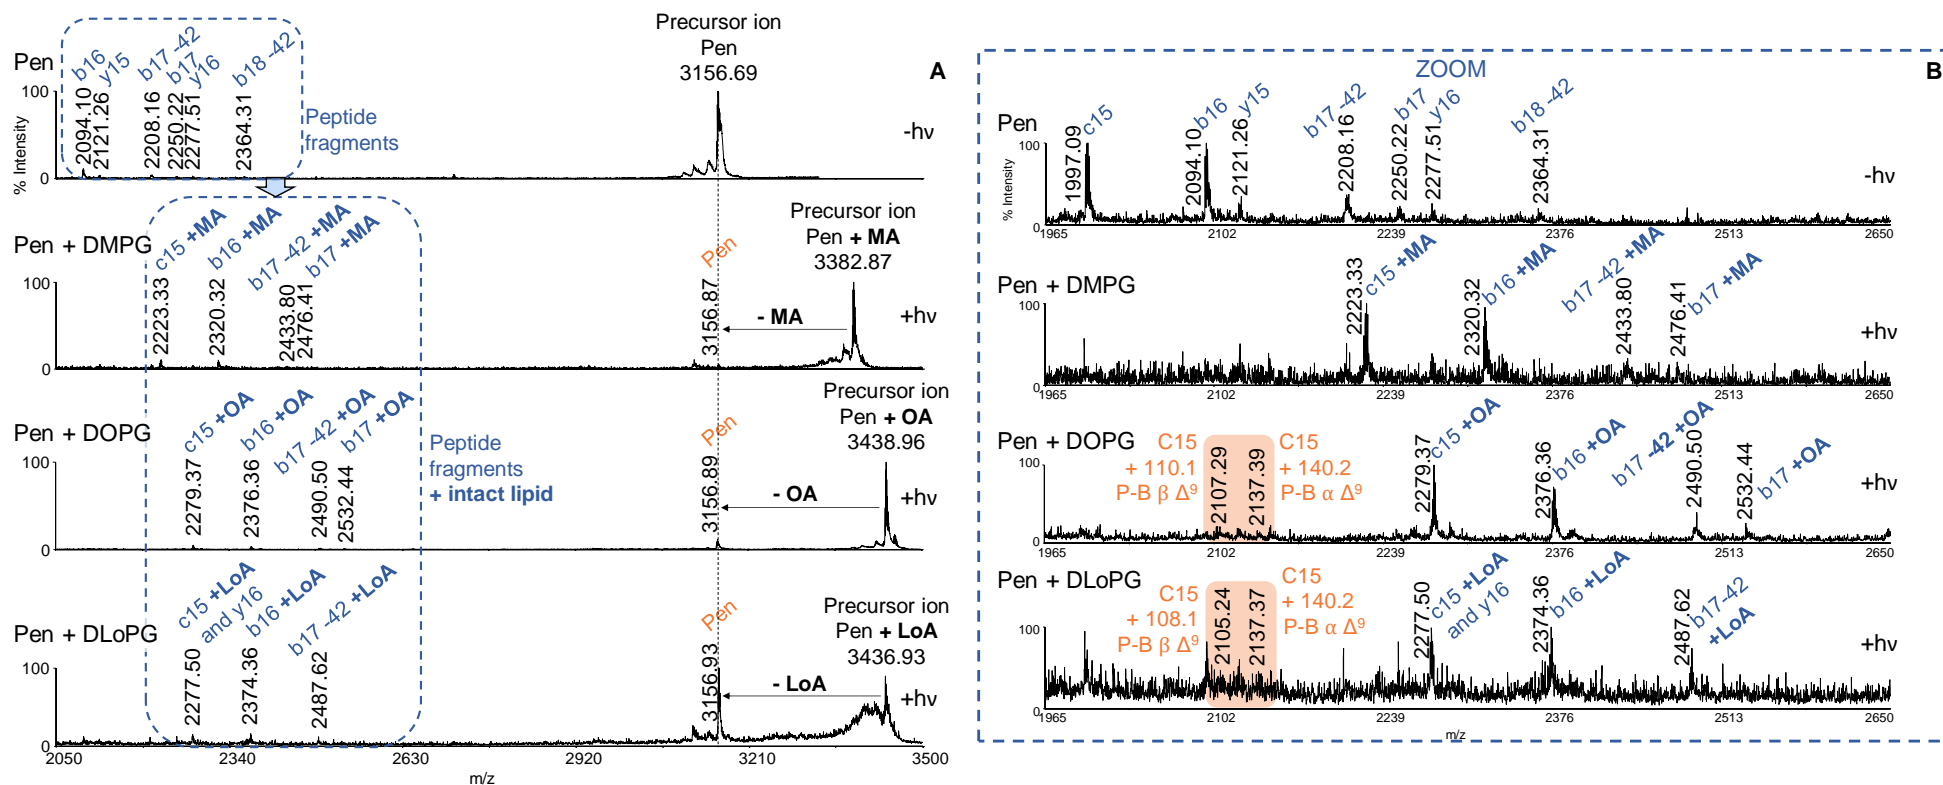 A
Pen
b16
y15
b17 -42
b17
y16
b18 -42
2094.10
2121.26
2208.16
2250.22
2277.51
2364.31
Peptide
fragments
Precursor ion
Pen
3156.69
-hν
100
% Intensity
0
Pen + DMPG
c15 +MA
b16 +MA
b17 -42 +MA
b17 +MA
2223.33
2320.32
2433.80
2476.41
Pen
3156.87
- MA
Precursor ion
Pen + MA
3382.87
+hν
100
0
Pen + DOPG
c15 +OA
b16 +OA
b17 -42 +OA
b17 +OA
2279.37
2376.36
2490.50
2532.44
Peptide
fragments
+ intact lipid
Pen
3156.89
- OA
Precursor ion
Pen + OA
3438.96
+hν
100
0
Pen + DLoPG
c15 +LoA
and y16
b16 +LoA
b17 -42 +LoA
2277.50
2374.36
2487.62
Pen
3156.93
- LoA
Precursor ion
Pen + LoA
3436.93
+hν
100
0
2050 2340 2630 2920 3210 3500
m/z
B
ZOOM
Pen
1997.09
c15
2094.10
b16
2121.26
y15
2208.16
b17 -42
2250.22
b17
2277.51
y16
2364.31
b18 -42
-hν
100
% Intensity
0
1965 2102 2239 2376 2513 2650
Pen + DMPG
2223.33
c15 +MA
2320.32
b16 +MA
2433.80
b17 -42 +MA
2476.41
b17 +MA
+hν
100
0
1965 2102 2239 2376 2513 2650
Pen + DOPG
C15
+ 110.1
P-B β Δ⁹
2107.29
2137.39
C15
+ 140.2
P-B α Δ⁹
2279.37
c15 +OA
2376.36
b16 +OA
2490.50
b17 -42 +OA
2532.44
b17 +OA
+hν
100
0
1965 2102 2239 2376 2513 2650
Pen + DLoPG
C15
+ 108.1
P-B β Δ⁹
2105.24
2137.37
C15
+ 140.2
P-B α Δ⁹
2277.50
c15 +LoA
and y16
2374.36
b16 +LoA
2487.62
b17-42
+LoA
+hν
100
0
1965 2102 2239 2376 2513 2650
m/z